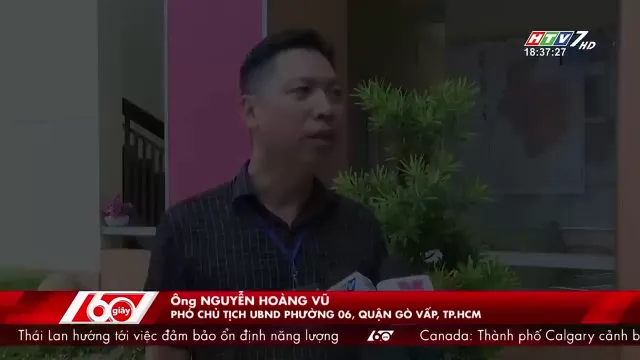 HTV7 HD
18:37:27
60 giây
Ông NGUYỄN HOÀNG VŨ
PHÓ CHỦ TỊCH UBND PHƯỜNG 06, QUẬN GÒ VẤP, TP.HCM
Thái Lan hướng tới việc đảm bảo ổn định năng lượng 60 giây Canada: Thành phố Calgary cảnh b